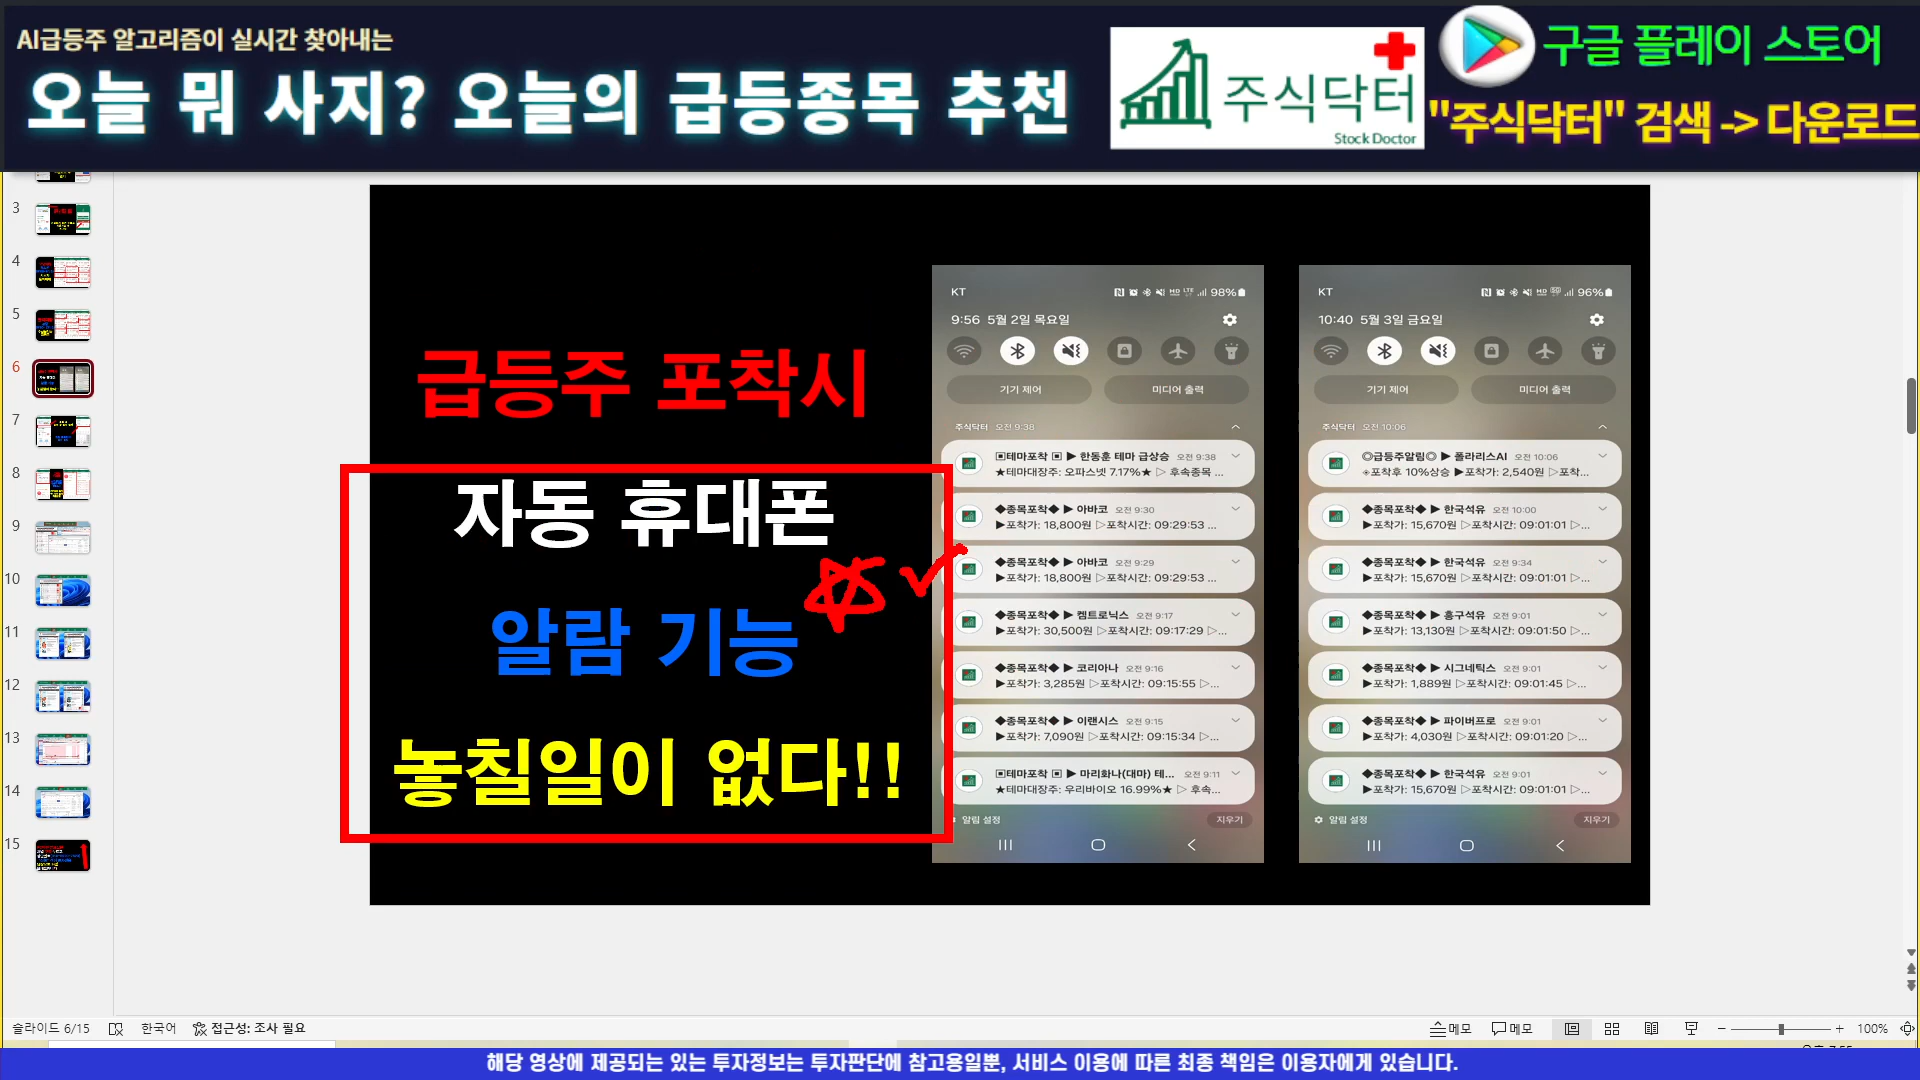 AI급등주 알고리즘이 실시간 찾아내는
오늘 뭐 사지? 오늘의 급등종목 추천
주식닥터
Stock Doctor
구글 플레이 스토어
"주식닥터" 검색 -> 다운로드
3
4
5
6
7
8
9
10
11
12
13
14
15
급등주 포착시
자동 휴대폰
알람 기능
놓칠일이 없다!!
KT
98%
9:56 5월 2일 목요일
기기 제어
미디어 출력
주식닥터 오전 9:38
▣테마포착 ▣ ▶ 한동훈 테마 급상승 오전 9:38
★테마대장주: 오파스넷 7.17%★ ▷ 후속종목 ...
◆종목포착◆ ▶ 아바코 오전 9:30
▶포착가: 18,800원 ▷포착시간: 09:29:53 ...
◆종목포착◆ ▶ 아바코 오전 9:29
▶포착가: 18,800원 ▷포착시간: 09:29:53 ...
◆종목포착◆ ▶ 켐트로닉스 오전 9:17
▶포착가: 30,500원 ▷포착시간: 09:17:29 ▷...
◆종목포착◆ ▶ 코리아나 오전 9:16
▶포착가: 3,285원 ▷포착시간: 09:15:55 ▷...
◆종목포착◆ ▶ 이랜시스 오전 9:15
▶포착가: 7,090원 ▷포착시간: 09:15:34 ▷...
▣테마포착 ▣ ▶ 마리화나(대마) 테... 오전 9:11
★테마대장주: 우리바이오 16.99%★ ▷ 후속...
알림 설정
지우기
KT
96%
10:40 5월 3일 금요일
기기 제어
미디어 출력
주식닥터 오전 10:06
◎급등주알림◎ ▶ 폴라리스AI 오전 10:06
※포착후 10%상승 ▶포착가: 2,540원 ▷포착...
◆종목포착◆ ▶ 한국석유 오전 10:00
▶포착가: 15,670원 ▷포착시간: 09:01:01 ▷...
◆종목포착◆ ▶ 한국석유 오전 9:34
▶포착가: 15,670원 ▷포착시간: 09:01:01 ▷...
◆종목포착◆ ▶ 흥구석유 오전 9:01
▶포착가: 13,130원 ▷포착시간: 09:01:50 ▷...
◆종목포착◆ ▶ 시그네틱스 오전 9:01
▶포착가: 1,889원 ▷포착시간: 09:01:45 ▷...
◆종목포착◆ ▶ 파이버프로 오전 9:01
▶포착가: 4,030원 ▷포착시간: 09:01:20 ▷...
◆종목포착◆ ▶ 한국석유 오전 9:01
▶포착가: 15,670원 ▷포착시간: 09:01:01 ▷...
알림 설정
지우기
슬라이드 6/15 한국어 접근성: 조사 필요
메모 메모 100%
해당 영상에 제공되는 있는 투자정보는 투자판단에 참고용일뿐, 서비스 이용에 따른 최종 책임은 이용자에게 있습니다.